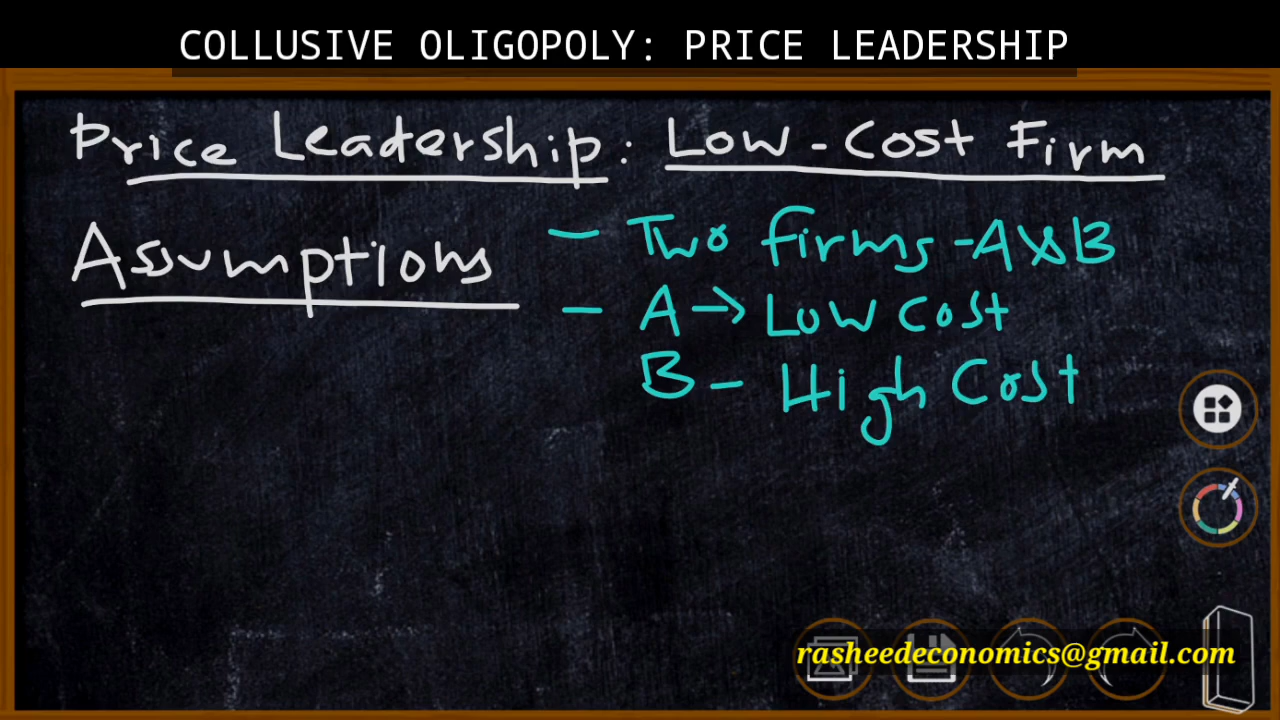 COLLUSIVE OLIGOPOLY: PRICE LEADERSHIP
Price Leadership: Low-Cost Firm
Assumptions
- Two firms - A & B
- A → Low Cost
B - High Cost
rasheedeconomics@gmail.com